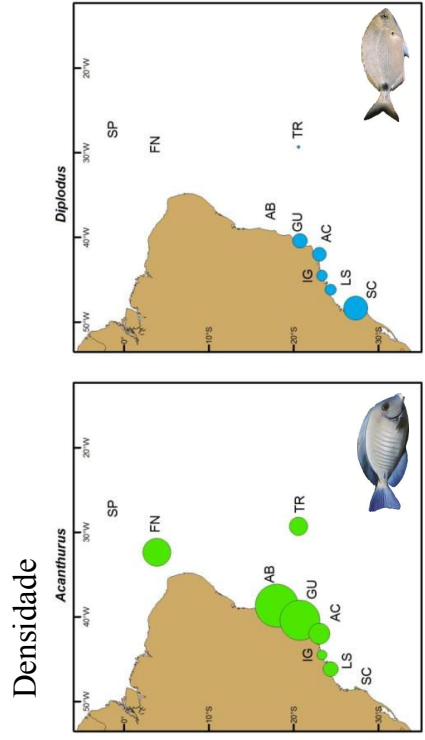 Densidade
Acanthurus
50°W 40°W 30°W 20°W
0°
10°S
20°S
30°S
SP
FN
AB
TR
GU
AC
IG
LS
SC
Diplodus
50°W 40°W 30°W 20°W
0°
10°S
20°S
30°S
SP
FN
AB
TR
GU
AC
IG
LS
SC